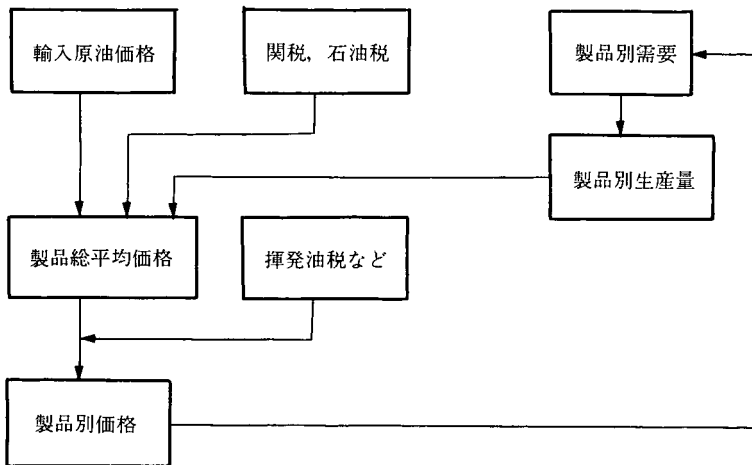 輸入原油価格
関税,石油税
製品別需要
製品別生産量
製品総平均価格
揮発油税など
製品別価格